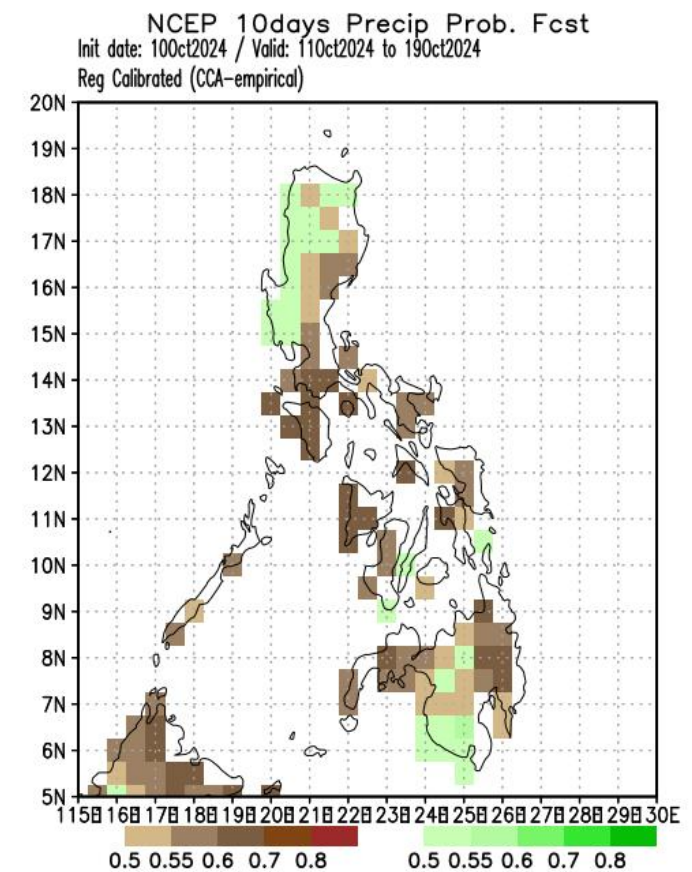 NCEP 10days Precip Prob. Fcst
Init date: 10Oct2024 / Valid: 11Oct2024 to 19Oct2024
Reg Calibrated (CCA-empirical)
20N
19N
18N
17N
16N
15N
14N
13N
12N
11N
10N
9N
8N
7N
6N
5N
115E 116E 117E 118E 119E 120E 121E 122E 123E 124E 125E 126E 127E 128E 129E 130E
0.5 0.55 0.6 0.7 0.8 0.5 0.55 0.6 0.7 0.8